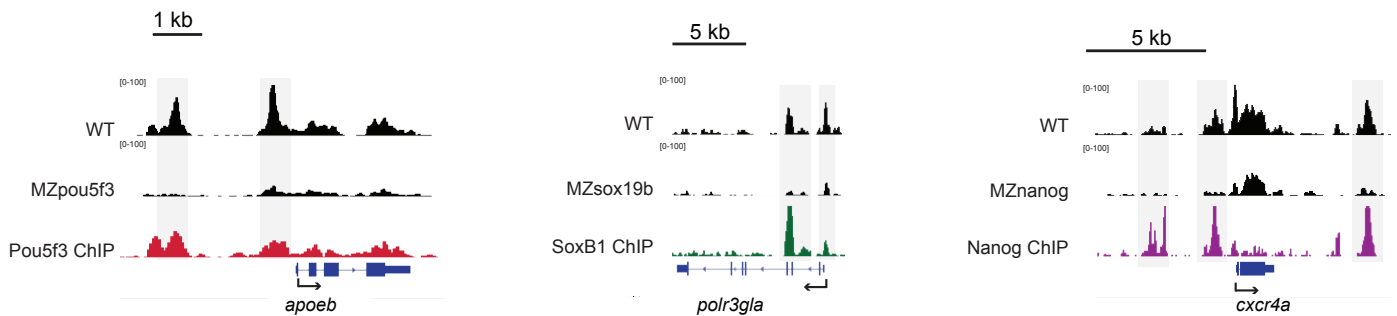 1 kb
[0-100]
WT
[0-100]
MZpou5f3
Pou5f3 ChIP
apoeb
5 kb
[0-100]
WT
[0-100]
MZsox19b
SoxB1 ChIP
polr3gla
5 kb
[0-100]
WT
[0-100]
MZnanog
Nanog ChIP
cxcr4a